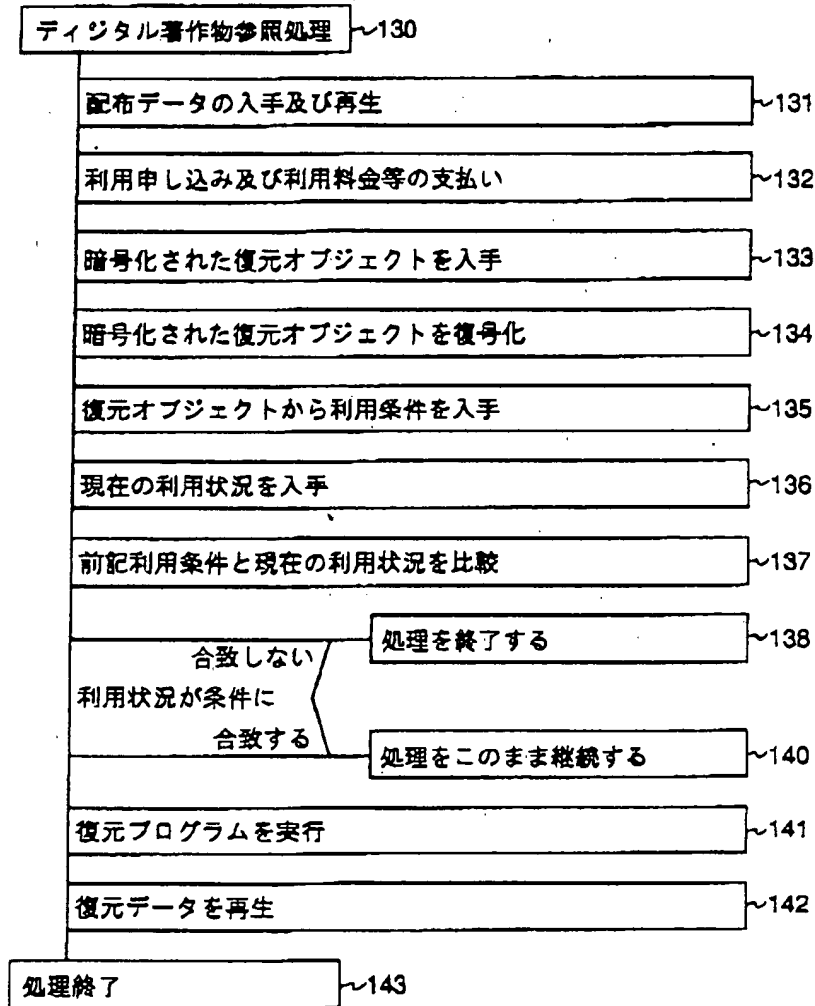 ディジタル著作物参照処理 ~130
配布データの入手及び再生 ~131
利用申し込み及び利用料金等の支払い ~132
暗号化された復元オブジェクトを入手 ~133
暗号化された復元オブジェクトを復号化 ~134
復元オブジェクトから利用条件を入手 ~135
現在の利用状況を入手 ~136
前記利用条件と現在の利用状況を比較 ~137
処理を終了する ~138
合致しない
利用状況が条件に
合致する
処理をこのまま継続する ~140
復元プログラムを実行 ~141
復元データを再生 ~142
処理終了 ~143